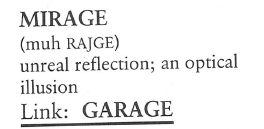 MIRAGE
(muh RAJGE)
unreal reflection; an optical
illusion
Link: GARAGE